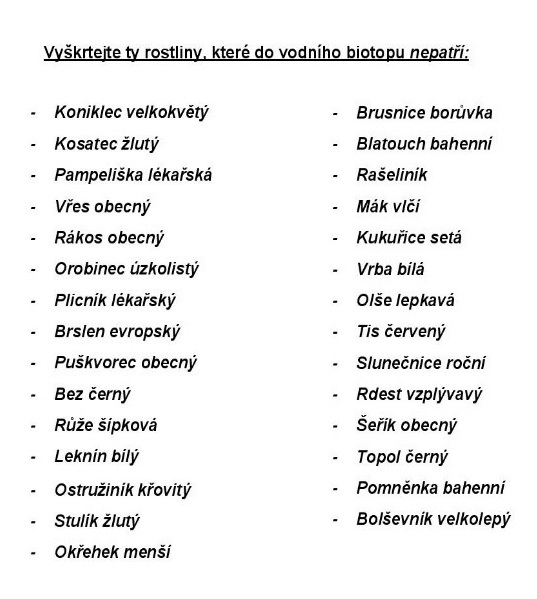 Vyškrtejte ty rostliny, které do vodního biotopu nepatří:
- Koniklec velkokvětý
- Kosatec žlutý
- Pampeliška lékařská
- Vřes obecný
- Rákos obecný
- Orobinec úzkolistý
- Plicník lékařský
- Brslen evropský
- Puškvorec obecný
- Bez černý
- Růže šípková
- Leknín bílý
- Ostružiník křovitý
- Stulík žlutý
- Okřehek menší
- Brusnice borůvka
- Blatouch bahenní
- Rašeliník
- Mák vlčí
- Kukuřice setá
- Vrba bílá
- Olše lepkavá
- Tis červený
- Slunečnice roční
- Rdest vzplývavý
- Šeřík obecný
- Topol černý
- Pomněnka bahenní
- Bolševník velkolepý